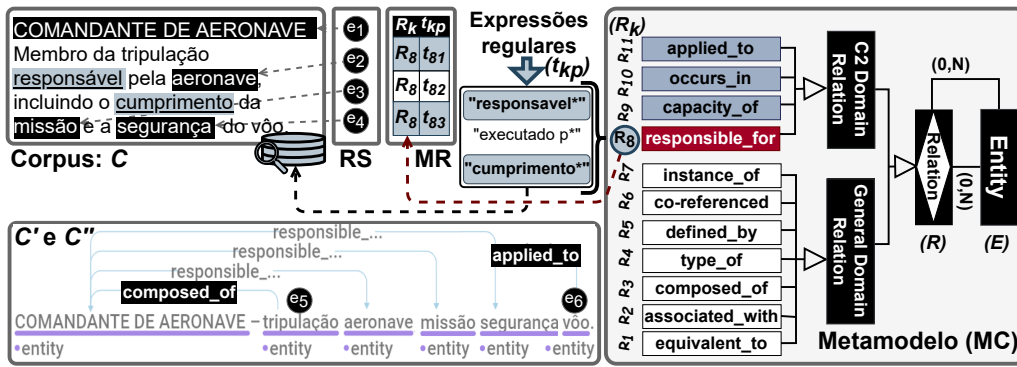 COMANDANTE DE AERONAVE
Membro da tripulação
responsável pela aeronave,
incluindo o cumprimento da
missão e a segurança do vôo.
Corpus: C
e1
e2
e3
e4
RS
Rk tkp
R8 t81
R8 t82
R8 t83
MR
Expressões
regulares
(tkp)
"responsavel*"
"executado p*"
"cumprimento*"
(Rk)
R11 applied_to
R10 occurs_in
R9 capacity_of
R8 responsible_for
R7 instance_of
R6 co-referenced
R5 defined_by
R4 type_of
R3 composed_of
R2 associated_with
R1 equivalent_to
C2 Domain
Relation
General Domain
Relation
(0,N)
Relation
(0,N)
Entity
(R)
(E)
Metamodelo (MC)
C' e C''
responsible_...
responsible_...
responsible_...
applied_to
composed_of
e5
e6
COMANDANTE DE AERONAVE – tripulação aeronave missão segurança vôo.
•entity •entity •entity •entity •entity •entity